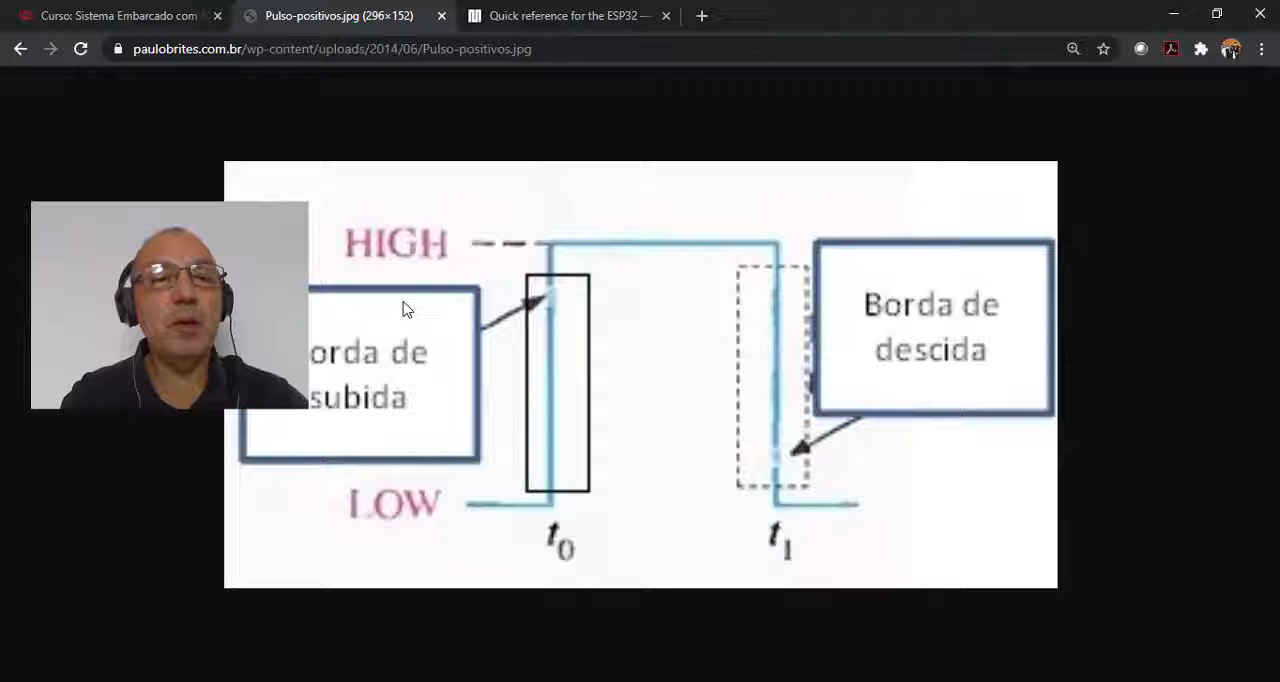 Curso: Sistema Embarcado com
Pulso-positivos.jpg (296×152)
Quick reference for the ESP32 —
paulobrites.com.br/wp-content/uploads/2014/06/Pulso-positivos.jpg
HIGH
orda de
subida
Borda de
descida
LOW
t0
t1